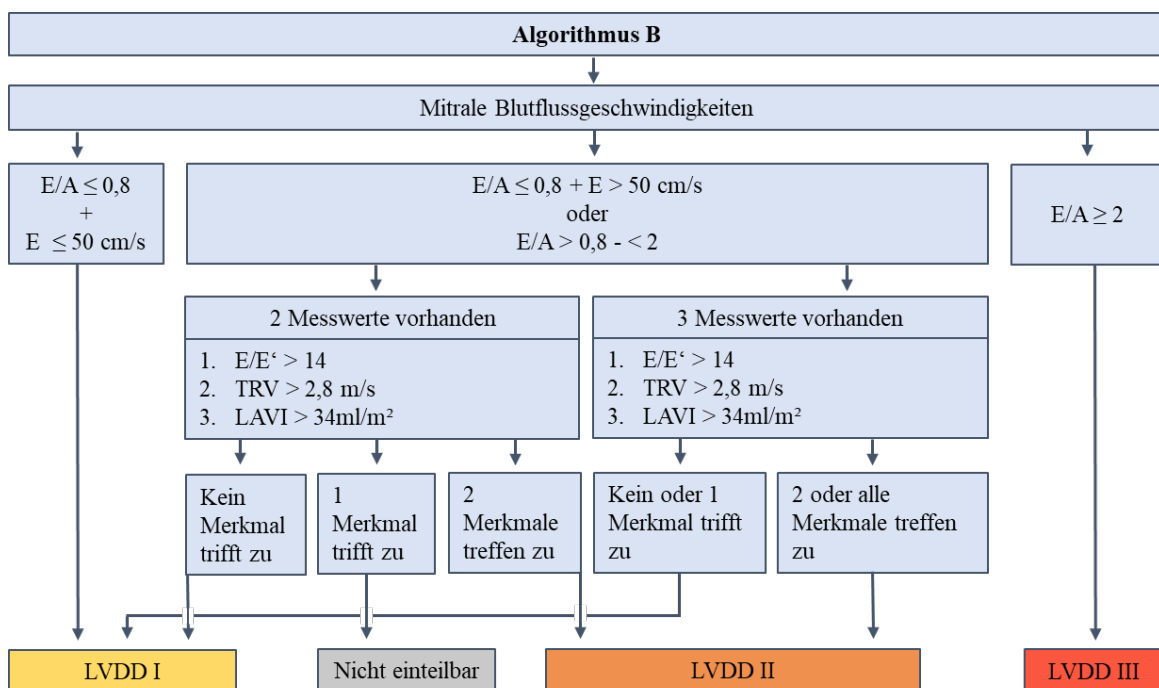 Algorithmus B
Mitrale Blutflussgeschwindigkeiten
E/A ≤ 0,8
+
E ≤ 50 cm/s
E/A ≤ 0,8 + E > 50 cm/s
oder
E/A > 0,8 - < 2
E/A ≥ 2
2 Messwerte vorhanden
1. E/E‘ > 14
2. TRV > 2,8 m/s
3. LAVI > 34ml/m²
3 Messwerte vorhanden
1. E/E‘ > 14
2. TRV > 2,8 m/s
3. LAVI > 34ml/m²
Kein
Merkmal
trifft zu
1
Merkmal
trifft zu
2
Merkmale
treffen zu
Kein oder 1
Merkmal trifft
zu
2 oder alle
Merkmale treffen
zu
LVDD I
Nicht einteilbar
LVDD II
LVDD III